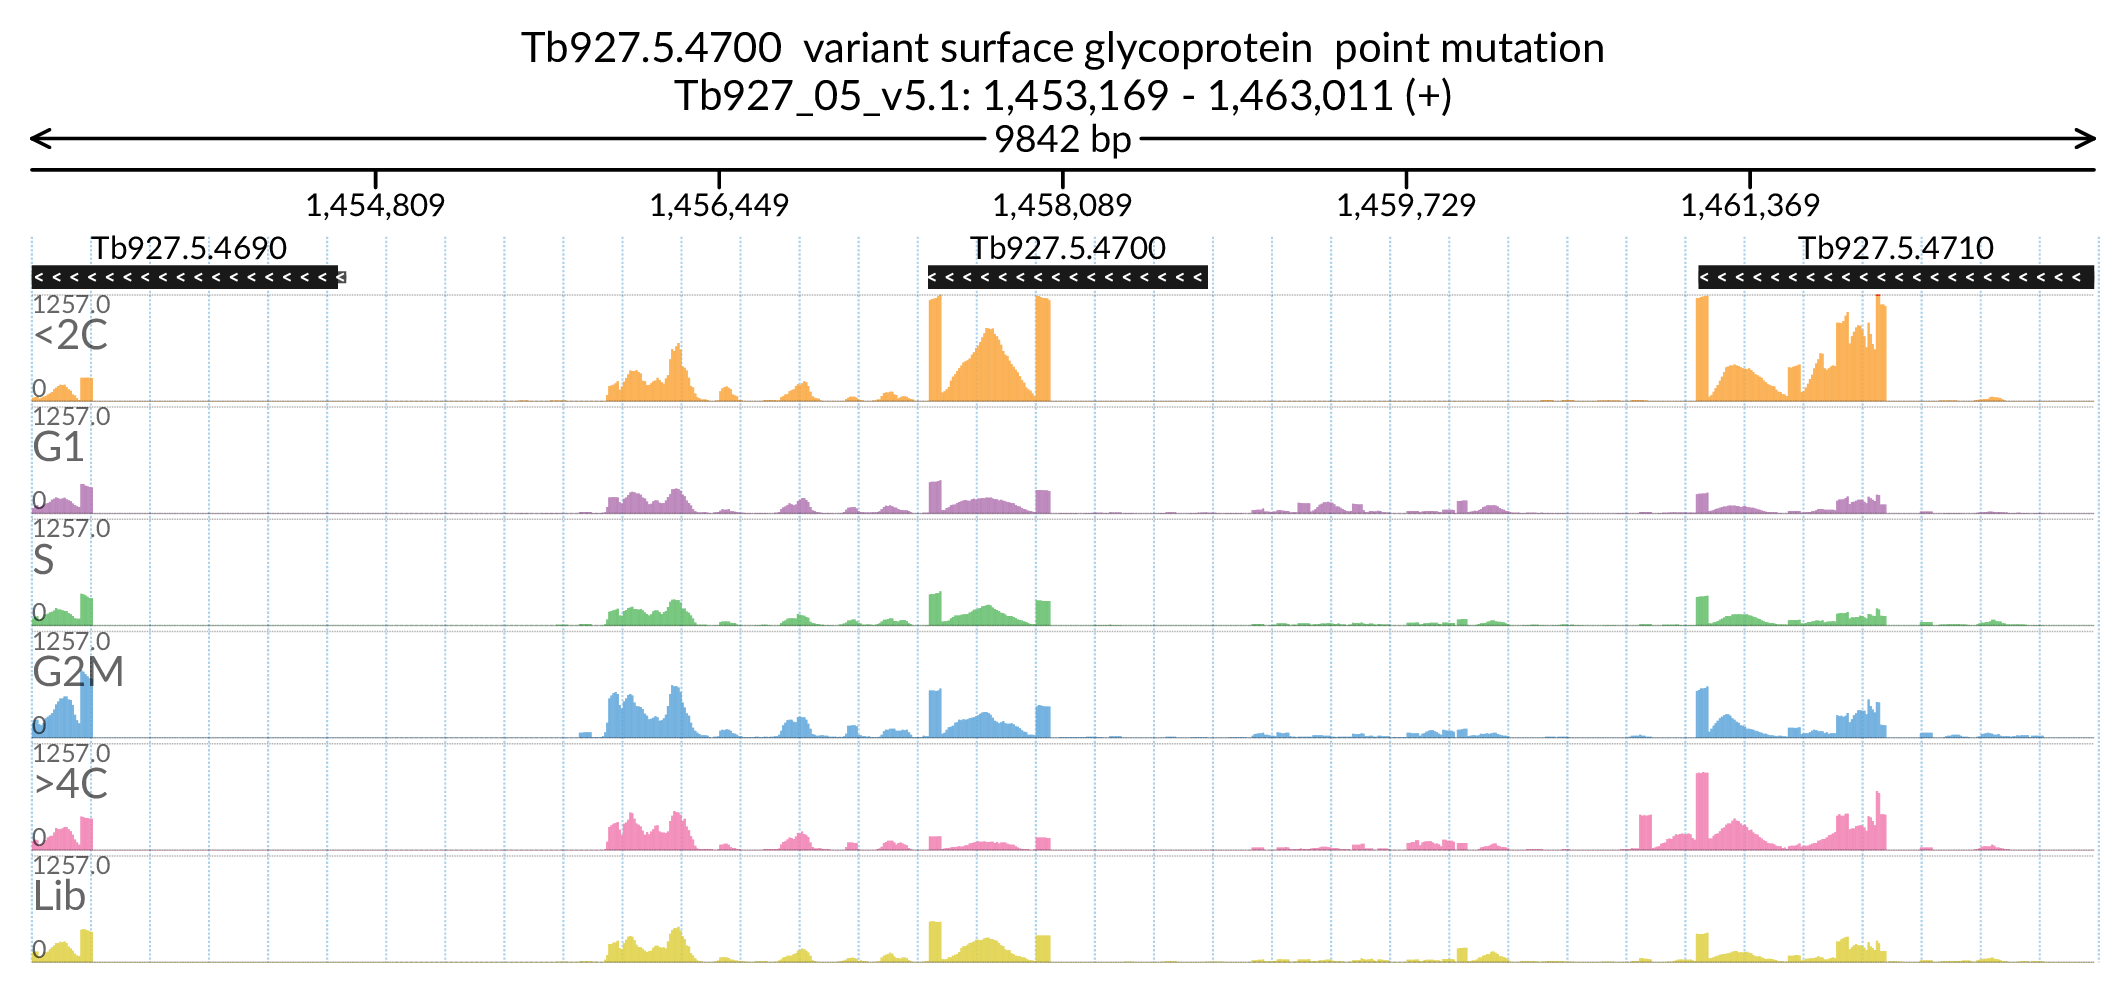 Tb927.5.4700  variant surface glycoprotein  point mutation
Tb927_05_v5.1: 1,453,169 - 1,463,011 (+)
9842 bp
1,454,809 1,456,449 1,458,089 1,459,729 1,461,369
Tb927.5.4690 Tb927.5.4700 Tb927.5.4710
1257.0
<2C
0
1257.0
G1
0
1257.0
S
0
1257.0
G2M
0
1257.0
>4C
0
1257.0
Lib
0